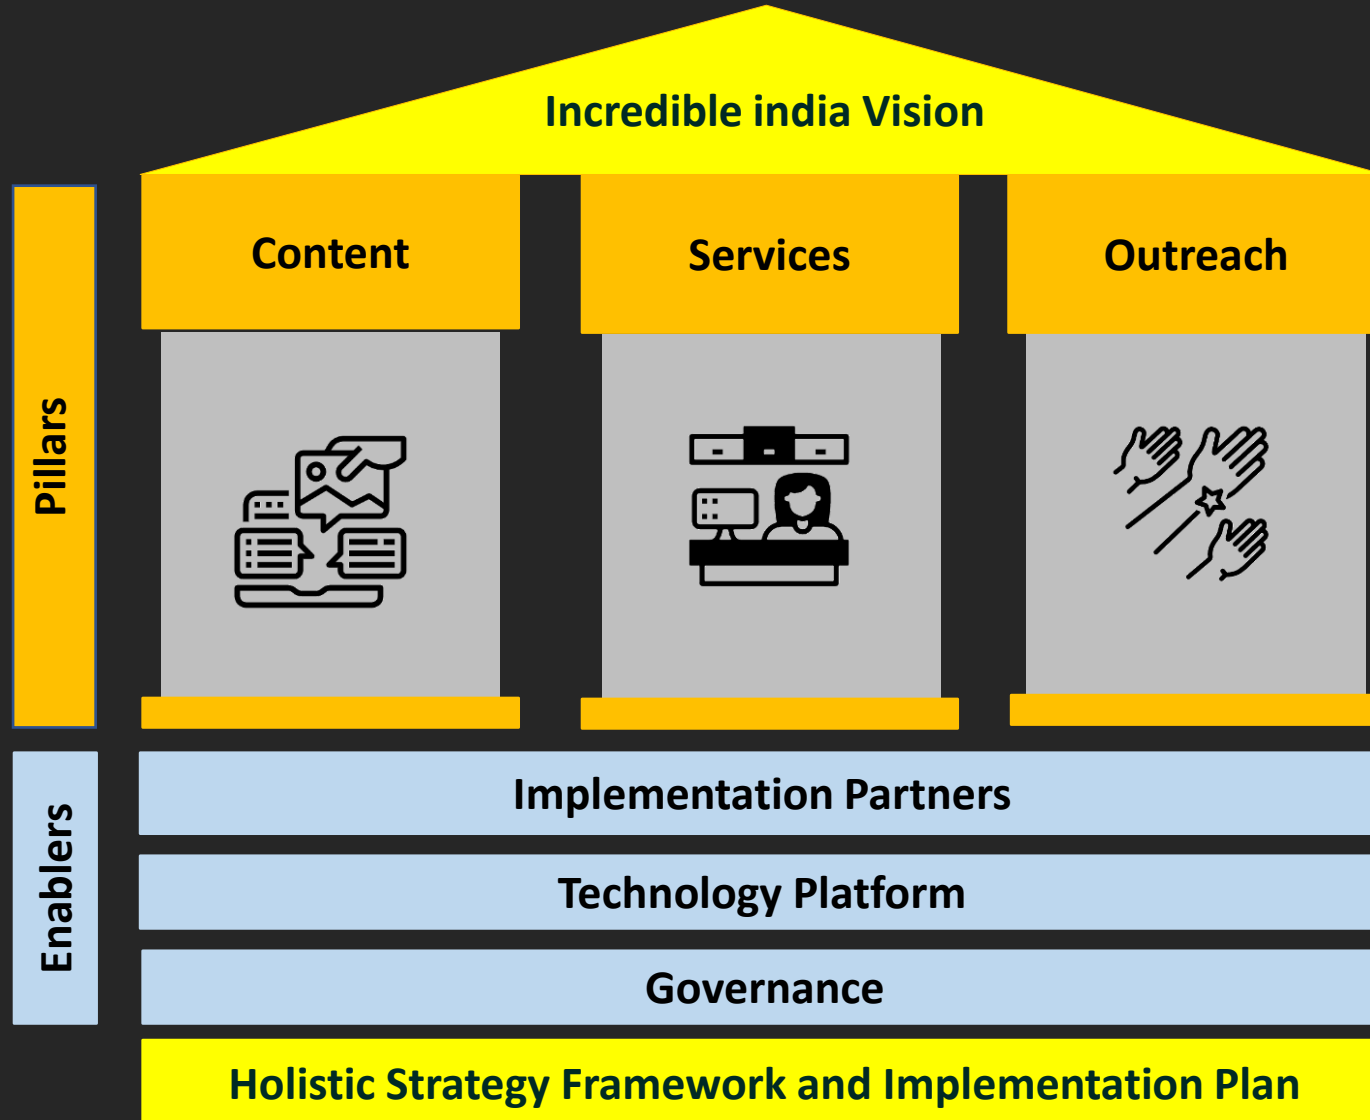 Incredible india Vision
Content
Services
Outreach
Pillars
Implementation Partners
Enablers
Technology Platform
Governance
Holistic Strategy Framework and Implementation Plan